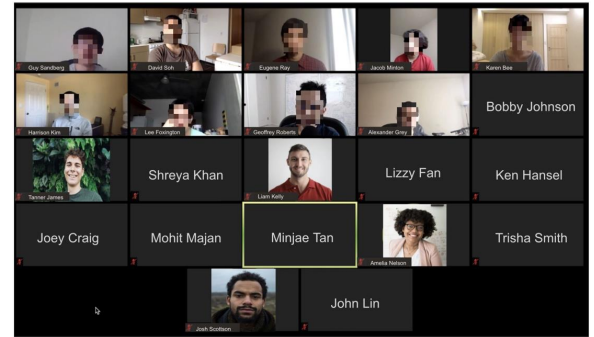 Guy Sandberg
David Soh
Eugene Ray
Jacob Minton
Karen Bee
Harrison Kim
Lee Foxington
Geoffrey Roberts
Alexander Grey
Bobby Johnson
Tanner James
Shreya Khan
Liam Kelly
Lizzy Fan
Ken Hansel
Joey Craig
Mohit Majan
Minjae Tan
Amelia Nelson
Trisha Smith
Josh Scottson
John Lin